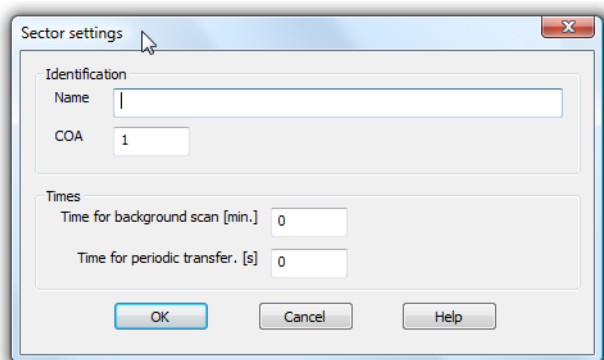 Sector settings
Identification
Name
COA 1
Times
Time for background scan [min.] 0
Time for periodic transfer. [s] 0
OK Cancel Help